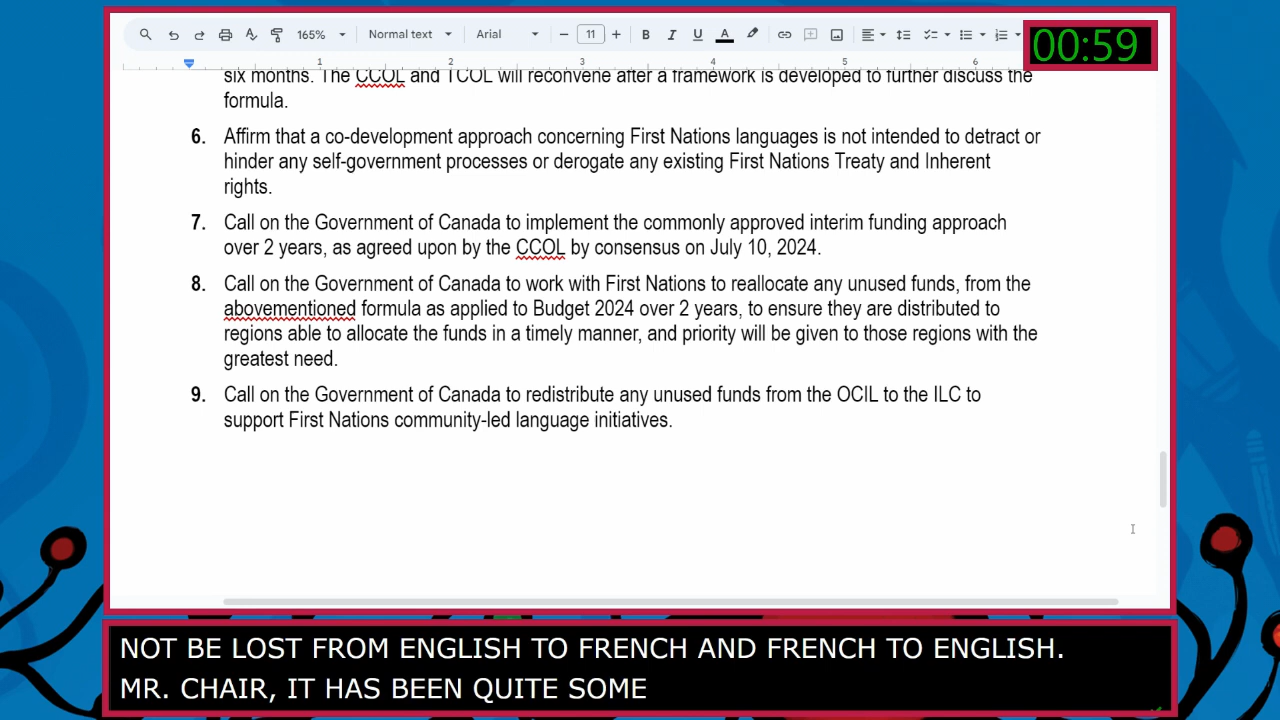 165% Normal text Arial 11 B I U A
00:59
1 2 3 4 5 6
six months. The CCOL and TCOL will reconvene after a framework is developed to further discuss the
formula.
6. Affirm that a co-development approach concerning First Nations languages is not intended to detract or
hinder any self-government processes or derogate any existing First Nations Treaty and Inherent
rights.
7. Call on the Government of Canada to implement the commonly approved interim funding approach
over 2 years, as agreed upon by the CCOL by consensus on July 10, 2024.
8. Call on the Government of Canada to work with First Nations to reallocate any unused funds, from the
abovementioned formula as applied to Budget 2024 over 2 years, to ensure they are distributed to
regions able to allocate the funds in a timely manner, and priority will be given to those regions with the
greatest need.
9. Call on the Government of Canada to redistribute any unused funds from the OCIL to the ILC to
support First Nations community-led language initiatives.
NOT BE LOST FROM ENGLISH TO FRENCH AND FRENCH TO ENGLISH.
MR. CHAIR, IT HAS BEEN QUITE SOME